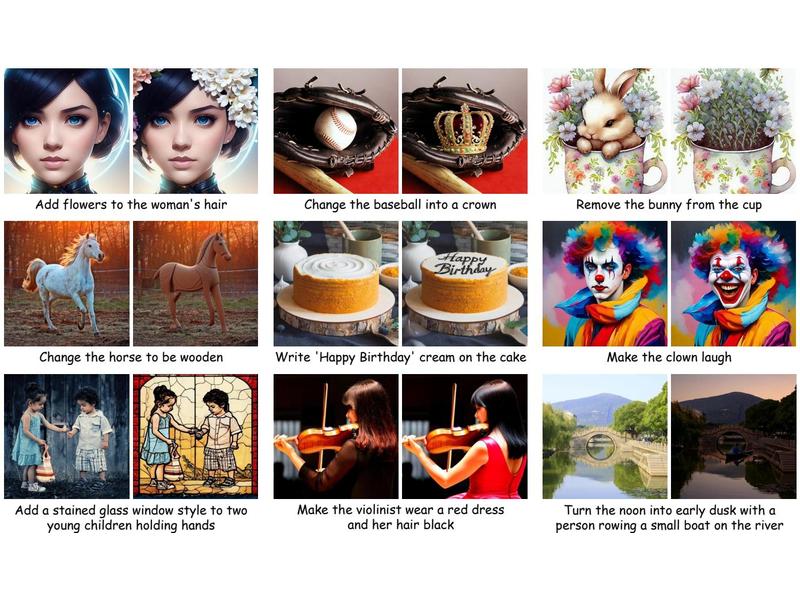 Add flowers to the woman's hair
Change the baseball into a crown
Remove the bunny from the cup
Change the horse to be wooden
Happy
Birthday
Write 'Happy Birthday' cream on the cake
Make the clown laugh
Add a stained glass window style to two
young children holding hands
Make the violinist wear a red dress
and her hair black
Turn the noon into early dusk with a
person rowing a small boat on the river